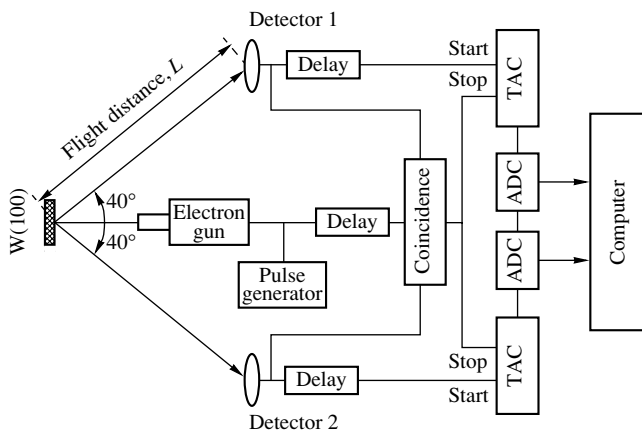 Detector 1
Flight distance, L
Delay
Start
Stop
TAC
W(100)
40°
40°
Electron
gun
Delay
Coincidence
ADC
ADC
Computer
Pulse
generator
Delay
Stop
Start
TAC
Detector 2